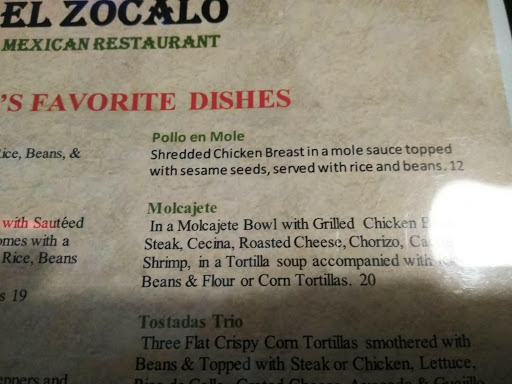 EL ZOCALO
MEXICAN RESTAURANT
'S FAVORITE DISHES
Pollo en Mole
Shredded Chicken Breast in a mole sauce topped
with sesame seeds, served with rice and beans. 12
Rice, Beans, &
Molcajete
In a Molcajete Bowl with Grilled Chicken
Steak, Cecina, Roasted Cheese, Chorizo,
Shrimp, in a Tortilla soup accompanied with
Beans & Flour or Corn Tortillas. 20
with Sautéed
omes with a
Rice, Beans
s 19
Tostadas Trio
Three Flat Crispy Corn Tortillas smothered with
Beans & Topped with Steak or Chicken, Lettuce,
eppers and